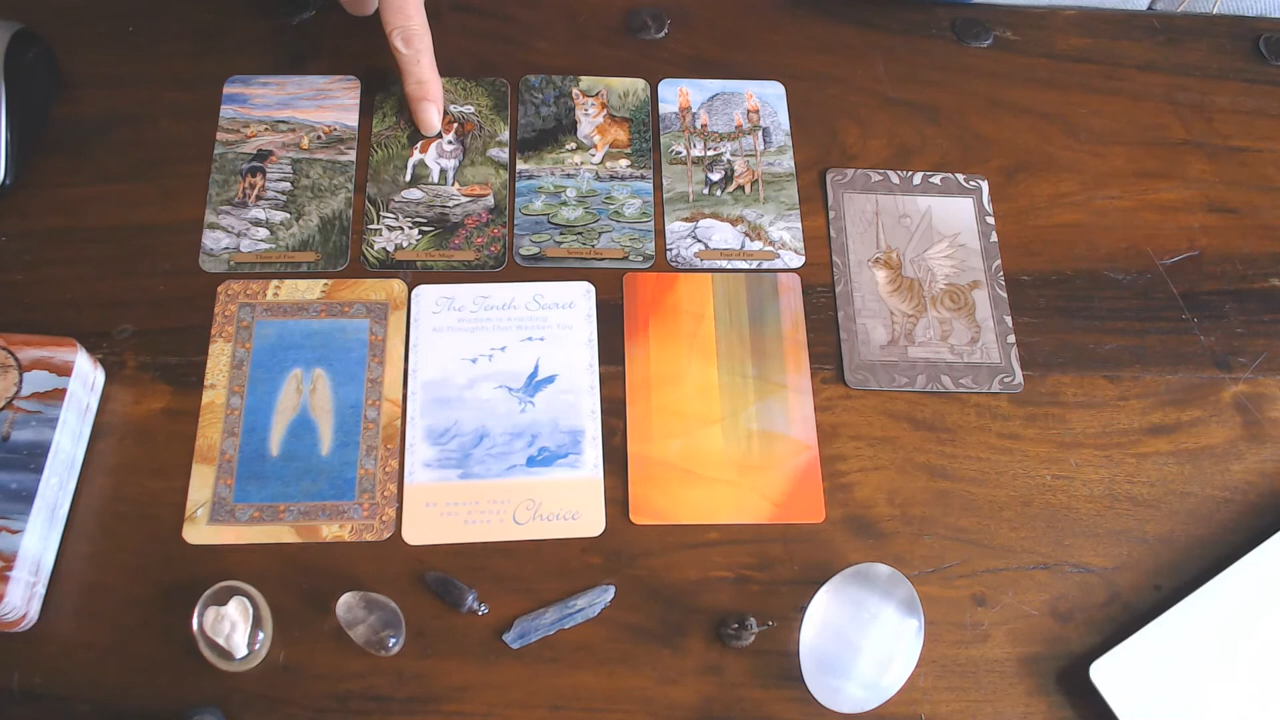 Three of Fire
1. The Mage
Seven of Sea
Four of Fire
The Tenth Secret
Wisdom is Avoiding
All Thoughts That Weaken You
Be aware that
you always
have a
Choice